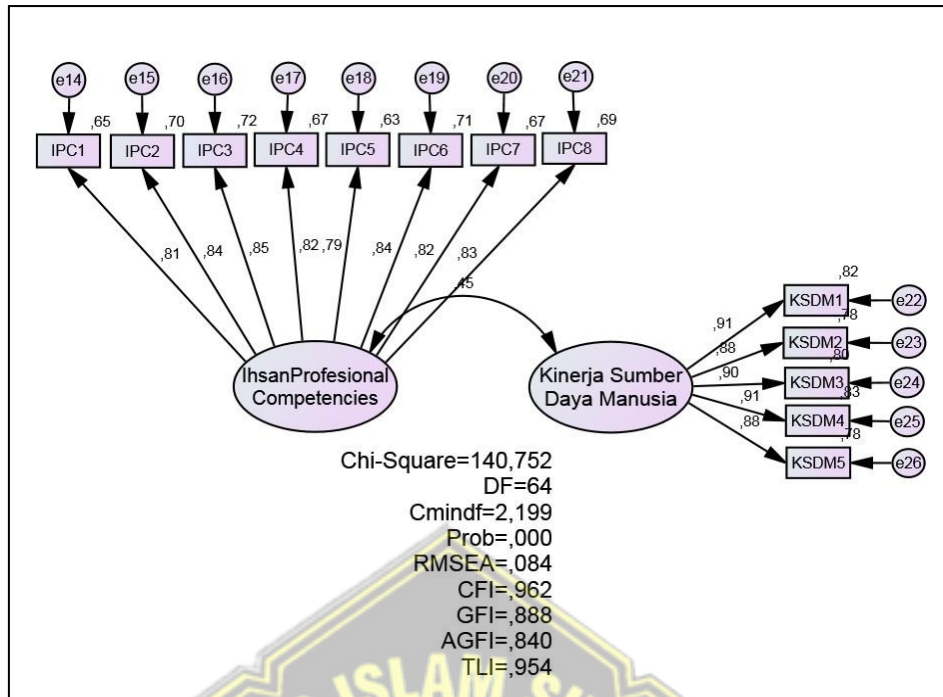 e14 e15 e16 e17 e18 e19 e20 e21
,65 ,70 ,72 ,67 ,63 ,71 ,67 ,69
IPC1 IPC2 IPC3 IPC4 IPC5 IPC6 IPC7 IPC8
,81 ,84 ,85 ,82 ,79 ,84 ,82 ,83
,45
IhsanProfesional
Competencies
Kinerja Sumber
Daya Manusia
,91 ,88 ,90 ,91 ,88
,82
KSDM1 e22
,78
KSDM2 e23
,80
KSDM3 e24
,83
KSDM4 e25
,78
KSDM5 e26
Chi-Square=140,752
DF=64
Cmindf=2,199
Prob=,000
RMSEA=,084
CFI=,962
GFI=,888
AGFI=,840
TLI=,954
ISLAM